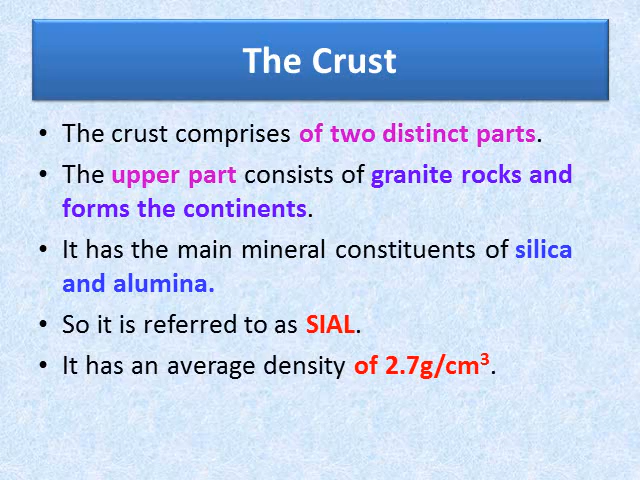 The Crust
• The crust comprises of two distinct parts.
• The upper part consists of granite rocks and
forms the continents.
• It has the main mineral constituents of silica
and alumina.
• So it is referred to as SIAL.
• It has an average density of 2.7g/cm³.